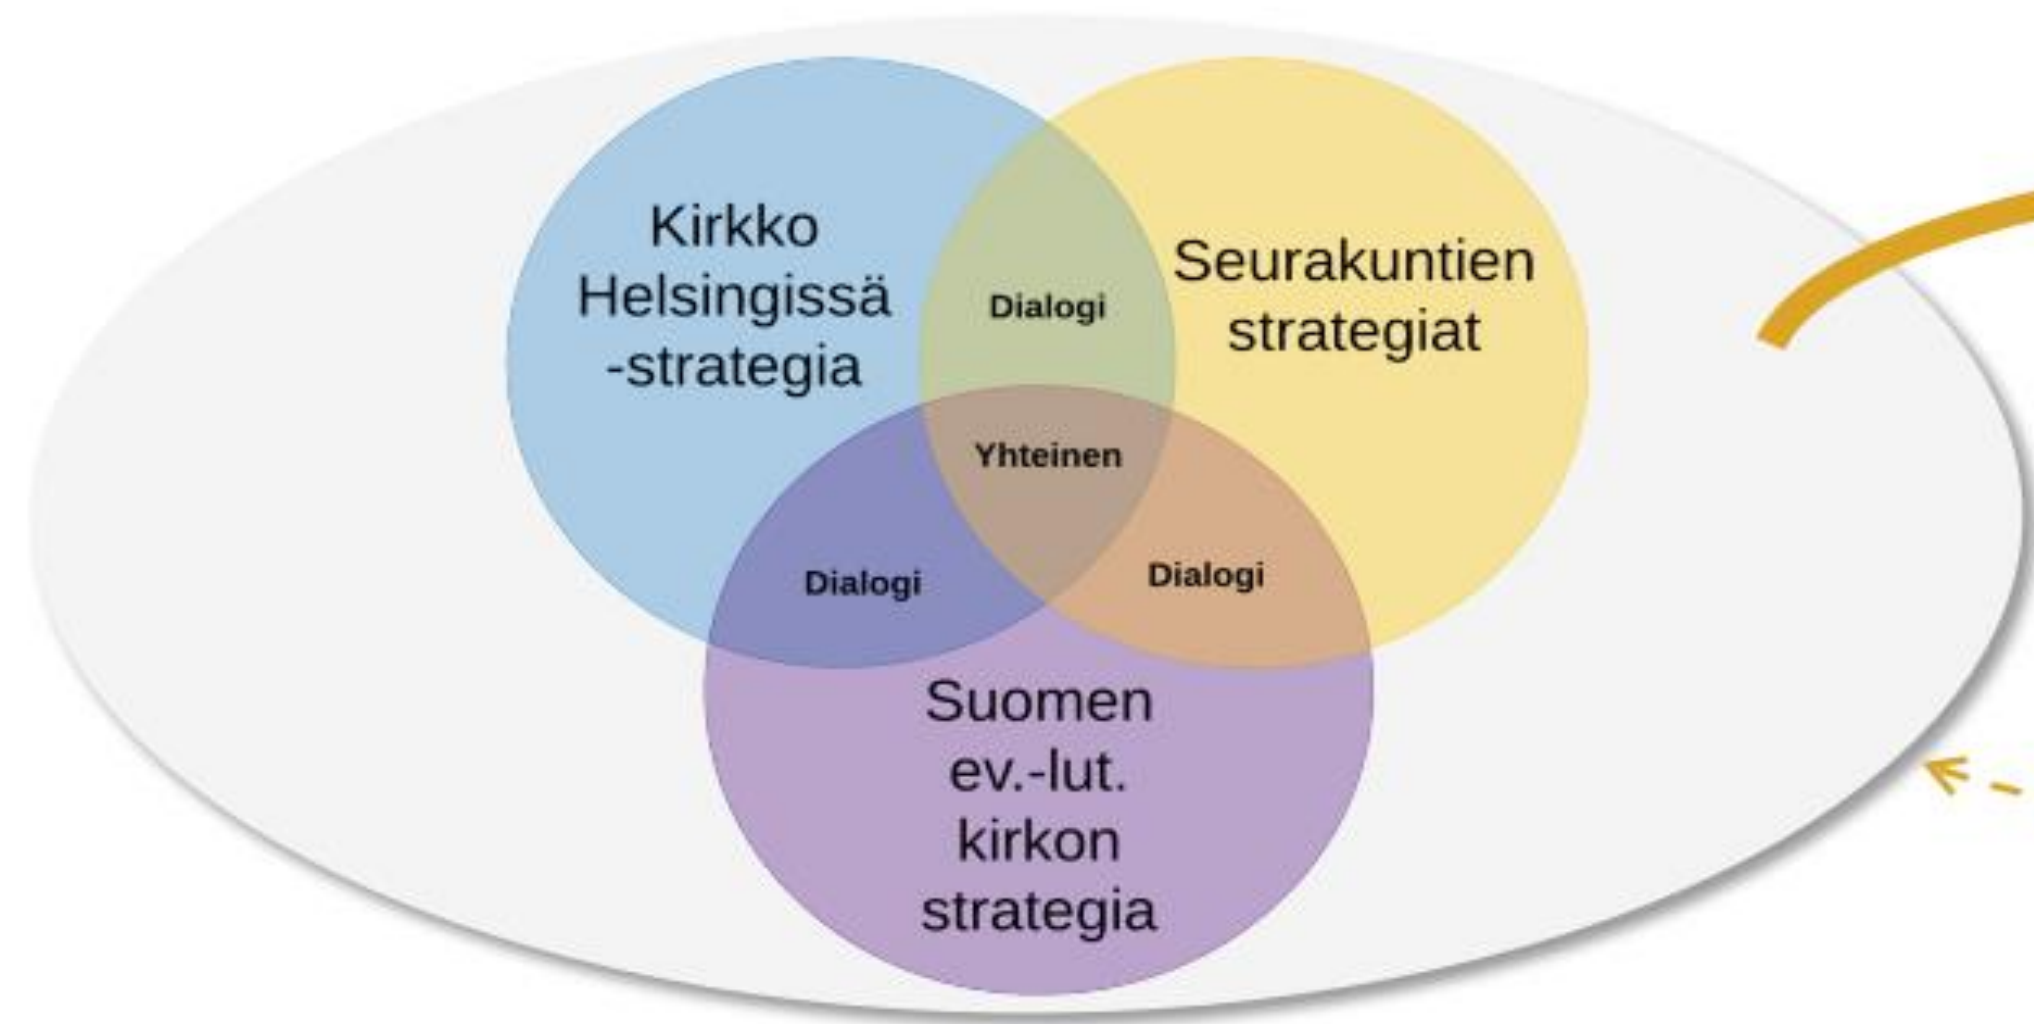 Kirkko
Helsingissä
-strategia
Seurakuntien
strategiat
Dialogi
Yhteinen
Dialogi
Dialogi
Suomen
ev.-lut.
kirkon
strategia